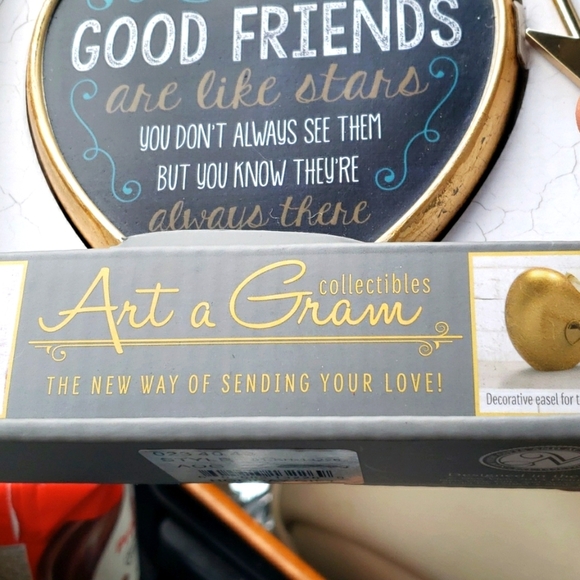 GOOD FRIENDS
are like stars
YOU DON'T ALWAYS SEE THEM
BUT YOU KNOW THEY'RE
always there
Art a Gram
collectibles
THE NEW WAY OF SENDING YOUR LOVE!
Decorative easel for t